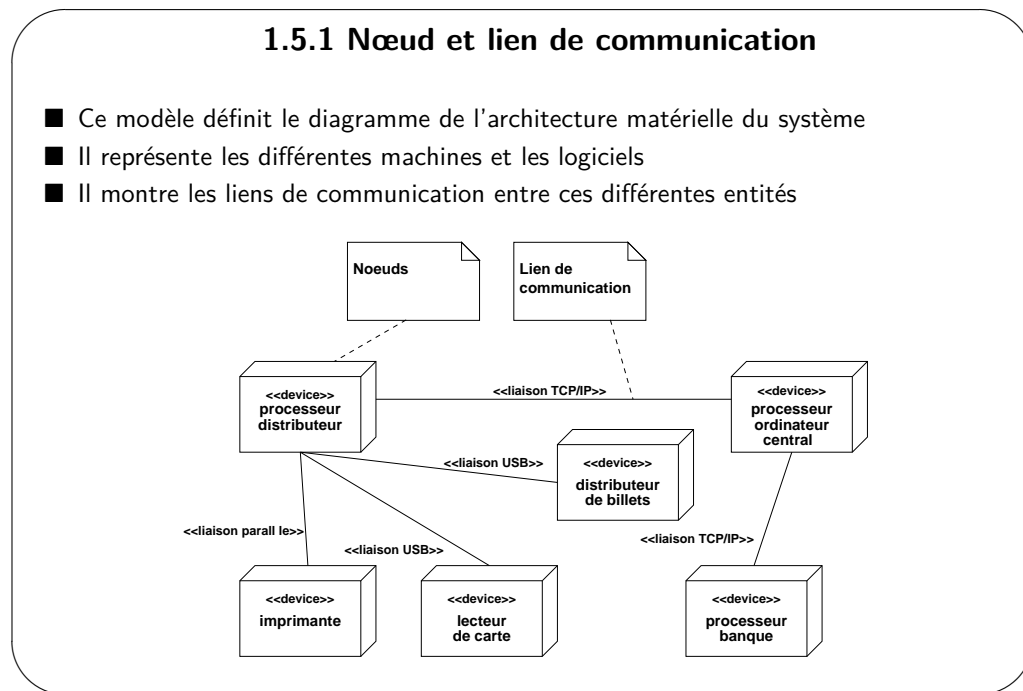 1.5.1 Nœud et lien de communication
■ Ce modèle définit le diagramme de l'architecture matérielle du système
■ Il représente les différentes machines et les logiciels
■ Il montre les liens de communication entre ces différentes entités
Noeuds
Lien de
communication
<<device>>
processeur
distributeur
<<liaison TCP/IP>>
<<device>>
processeur
ordinateur
central
<<liaison USB>>
<<device>>
distributeur
de billets
<<liaison parall le>>
<<liaison USB>>
<<liaison TCP/IP>>
<<device>>
imprimante
<<device>>
lecteur
de carte
<<device>>
processeur
banque